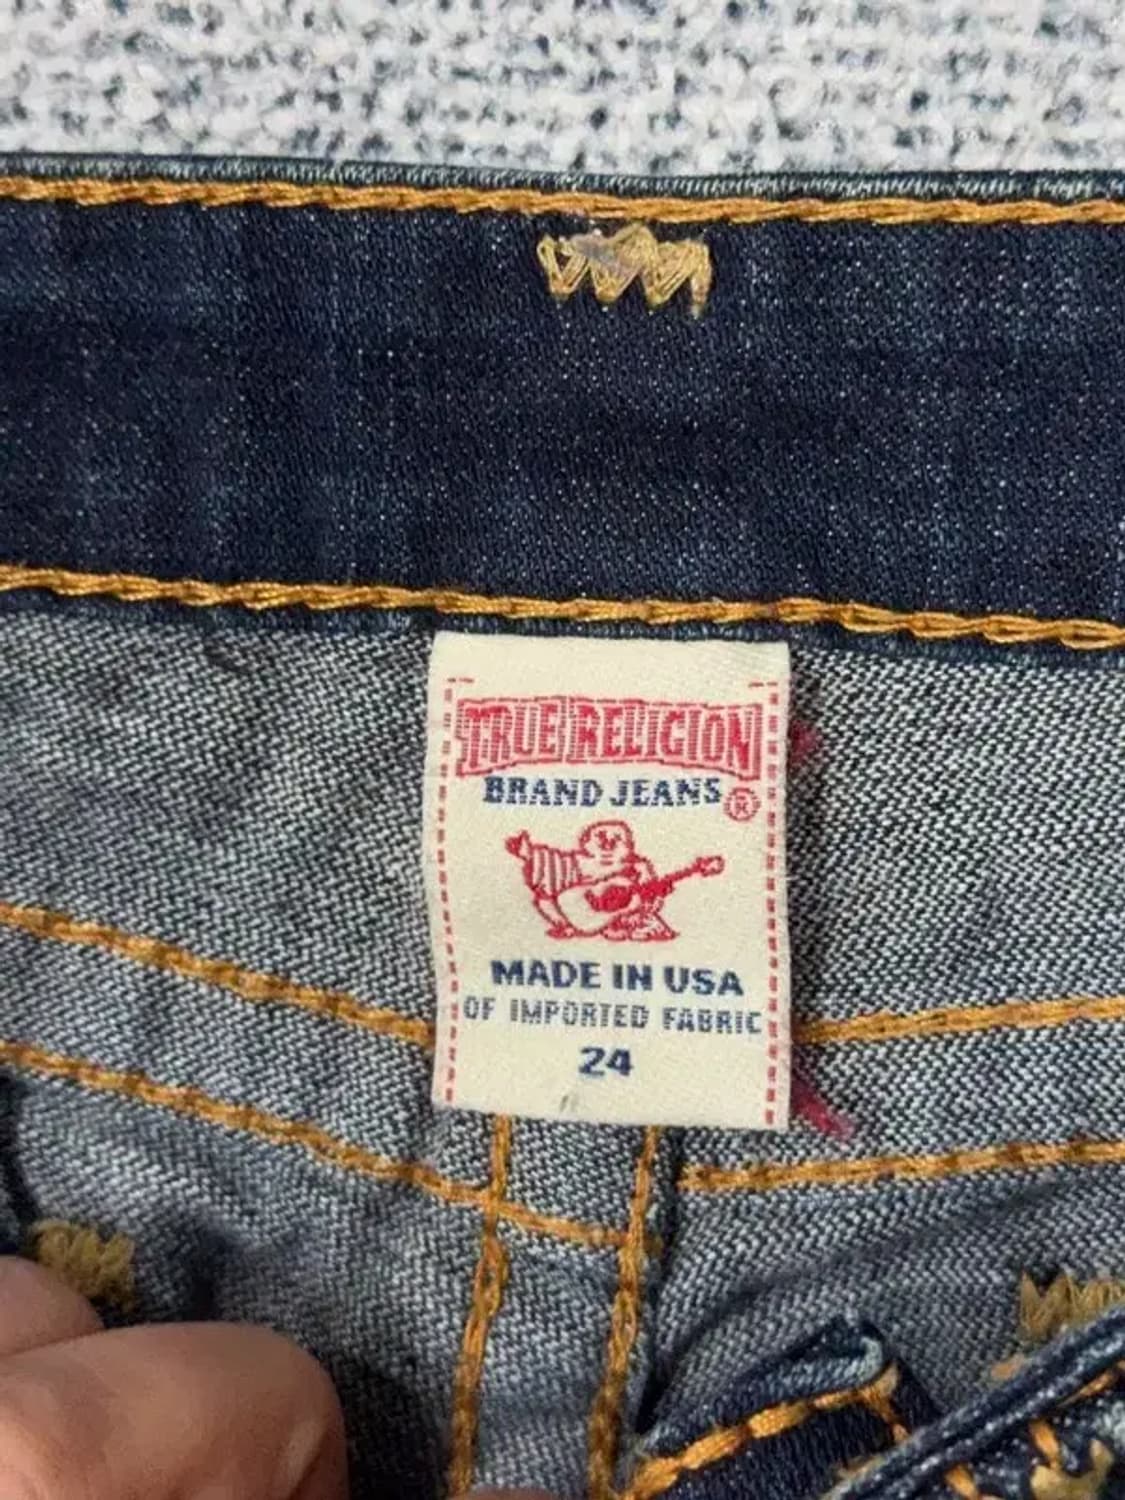 TRUE RELIGION
BRAND JEANS ®
MADE IN USA
OF IMPORTED FABRIC
24